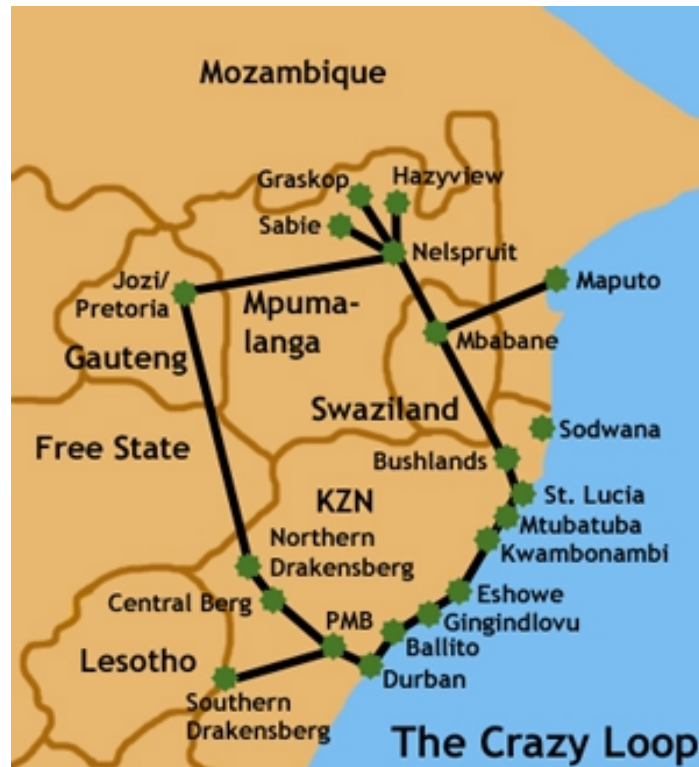 Mozambique
Graskop
Hazyview
Sabie
Nelspruit
Jozi/
Pretoria
Maputo
Mpuma-
langa
Mbabane
Gauteng
Swaziland
Sodwana
Free State
Bushlands
KZN
St. Lucia
Mtubatuba
Kwambonambi
Northern
Drakensberg
Central Berg
Eshowe
PMB
Gingindlovu
Ballito
Lesotho
Durban
Southern
Drakensberg
The Crazy Loop